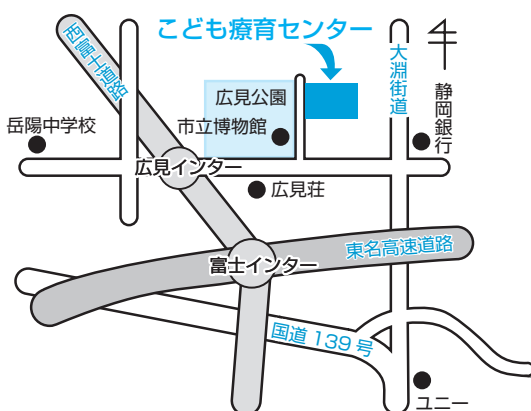 こども療育センター
西富士道路
大淵街道
広見公園
静岡銀行
岳陽中学校
市立博物館
広見インター
広見荘
東名高速道路
富士インター
国道139号
ユニー